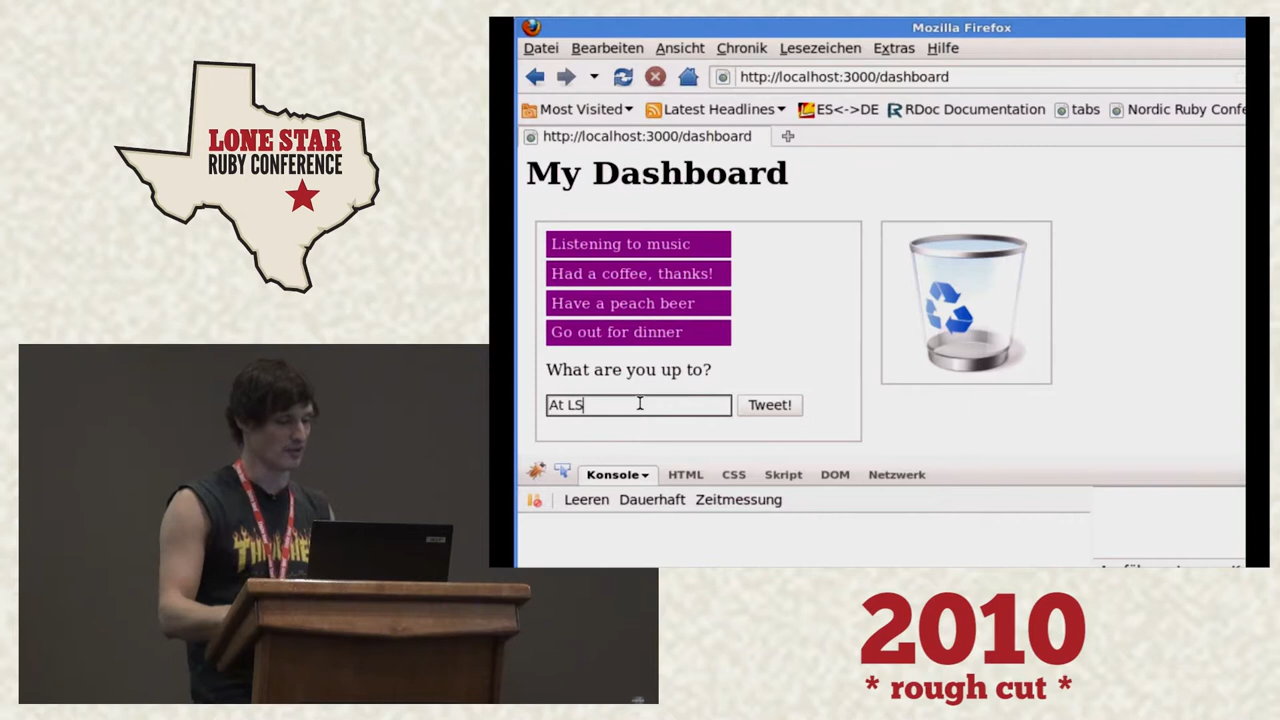 LONE STAR
RUBY CONFERENCE
Mozilla Firefox
Datei Bearbeiten Ansicht Chronik Lesezeichen Extras Hilfe
http://localhost:3000/dashboard
Most Visited Latest Headlines ES<->DE RDoc Documentation tabs Nordic Ruby Confe
http://localhost:3000/dashboard
My Dashboard
Listening to music
Had a coffee, thanks!
Have a peach beer
Go out for dinner
What are you up to?
At LS Tweet!
Konsole HTML CSS Skript DOM Netzwerk
Leeren Dauerhaft Zeitmessung
2010
* rough cut *